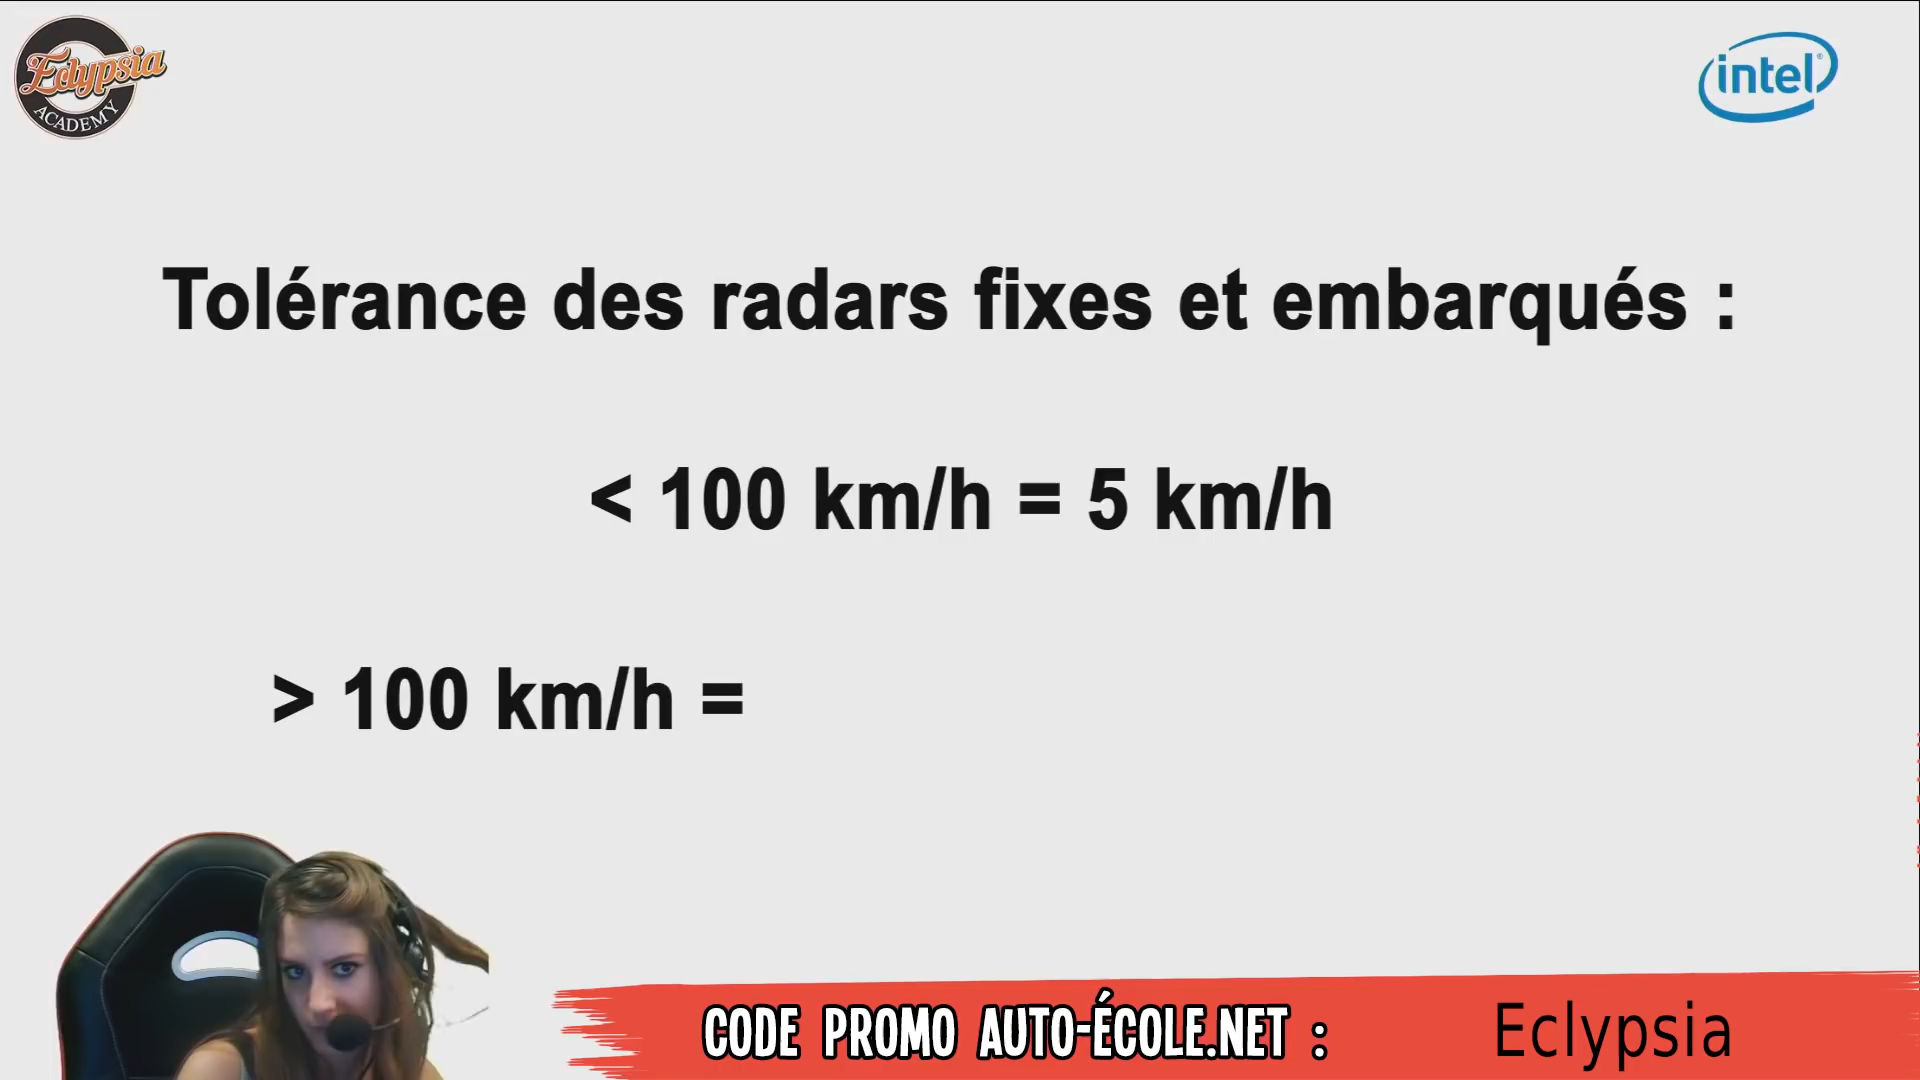 Eclypsia
ACADEMY
intel
Tolérance des radars fixes et embarqués :
< 100 km/h = 5 km/h
> 100 km/h =
CODE PROMO AUTO-ÉCOLE.NET : Eclypsia